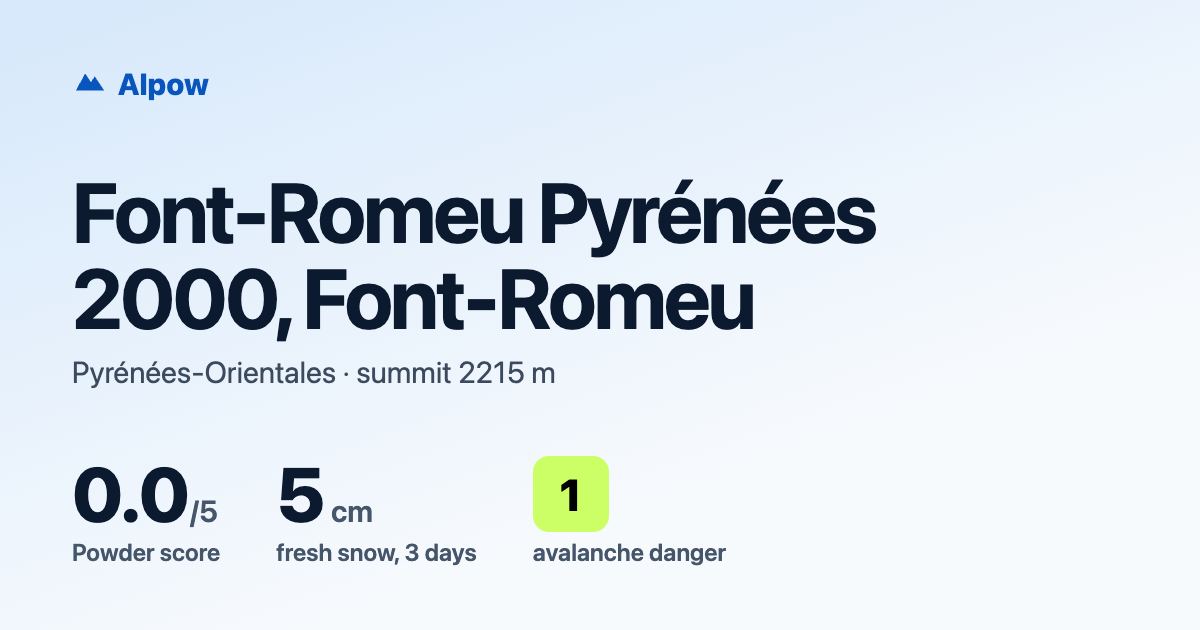 Alpow
Font-Romeu Pyrénées
2000, Font-Romeu
Pyrénées-Orientales · summit 2215 m
0.0/5
Powder score
5 cm
fresh snow, 3 days
1
avalanche danger